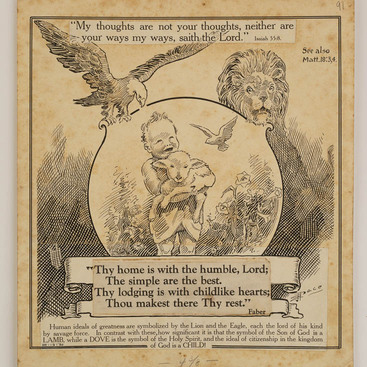 91
"My thoughts are not your thoughts, neither are
your ways my ways, saith the Lord." Isaiah 55:8.
See also
Matt. 18:3,4
"Thy home is with the humble, Lord;
The simple are the best.
Thy lodging is with childlike hearts;
Thou makest there Thy rest."
Faber
PACE
Human ideals of greatness are symbolized by the Lion and the Eagle, each the lord of his kind
by savage force. In contrast with these, how significant it is that the symbol of the Son of God is a
LAMB, while a DOVE is the symbol of the Holy Spirit, and the ideal of citizenship in the kingdom
of God is a CHILD!